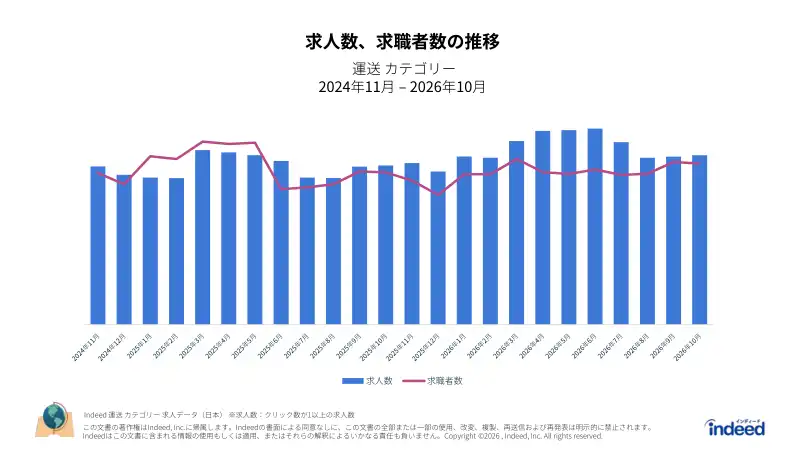 求人数、求職者数の推移
運送 カテゴリー
2024年11月 – 2026年10月
2024年11月
2024年12月
2025年1月
2025年2月
2025年3月
2025年4月
2025年5月
2025年6月
2025年7月
2025年8月
2025年9月
2025年10月
2025年11月
2025年12月
2026年1月
2026年2月
2026年3月
2026年4月
2026年5月
2026年6月
2026年7月
2026年8月
2026年9月
2026年10月
求人数 求職者数
Indeed 運送 カテゴリー 求人データ（日本） ※求人数：クリック数が1以上の求人数
この文書の著作権はIndeed, Inc.に帰属します。Indeedの書面による同意なしに、この文書の全部または一部の使用、改変、複製、再送信および再発表は明示的に禁止されます。
Indeedはこの文書に含まれる情報の使用もしくは適用、またはそれらの解釈によるいかなる責任も負いません。Copyright ©2026 , Indeed, Inc. All rights reserved.
インディード
indeed